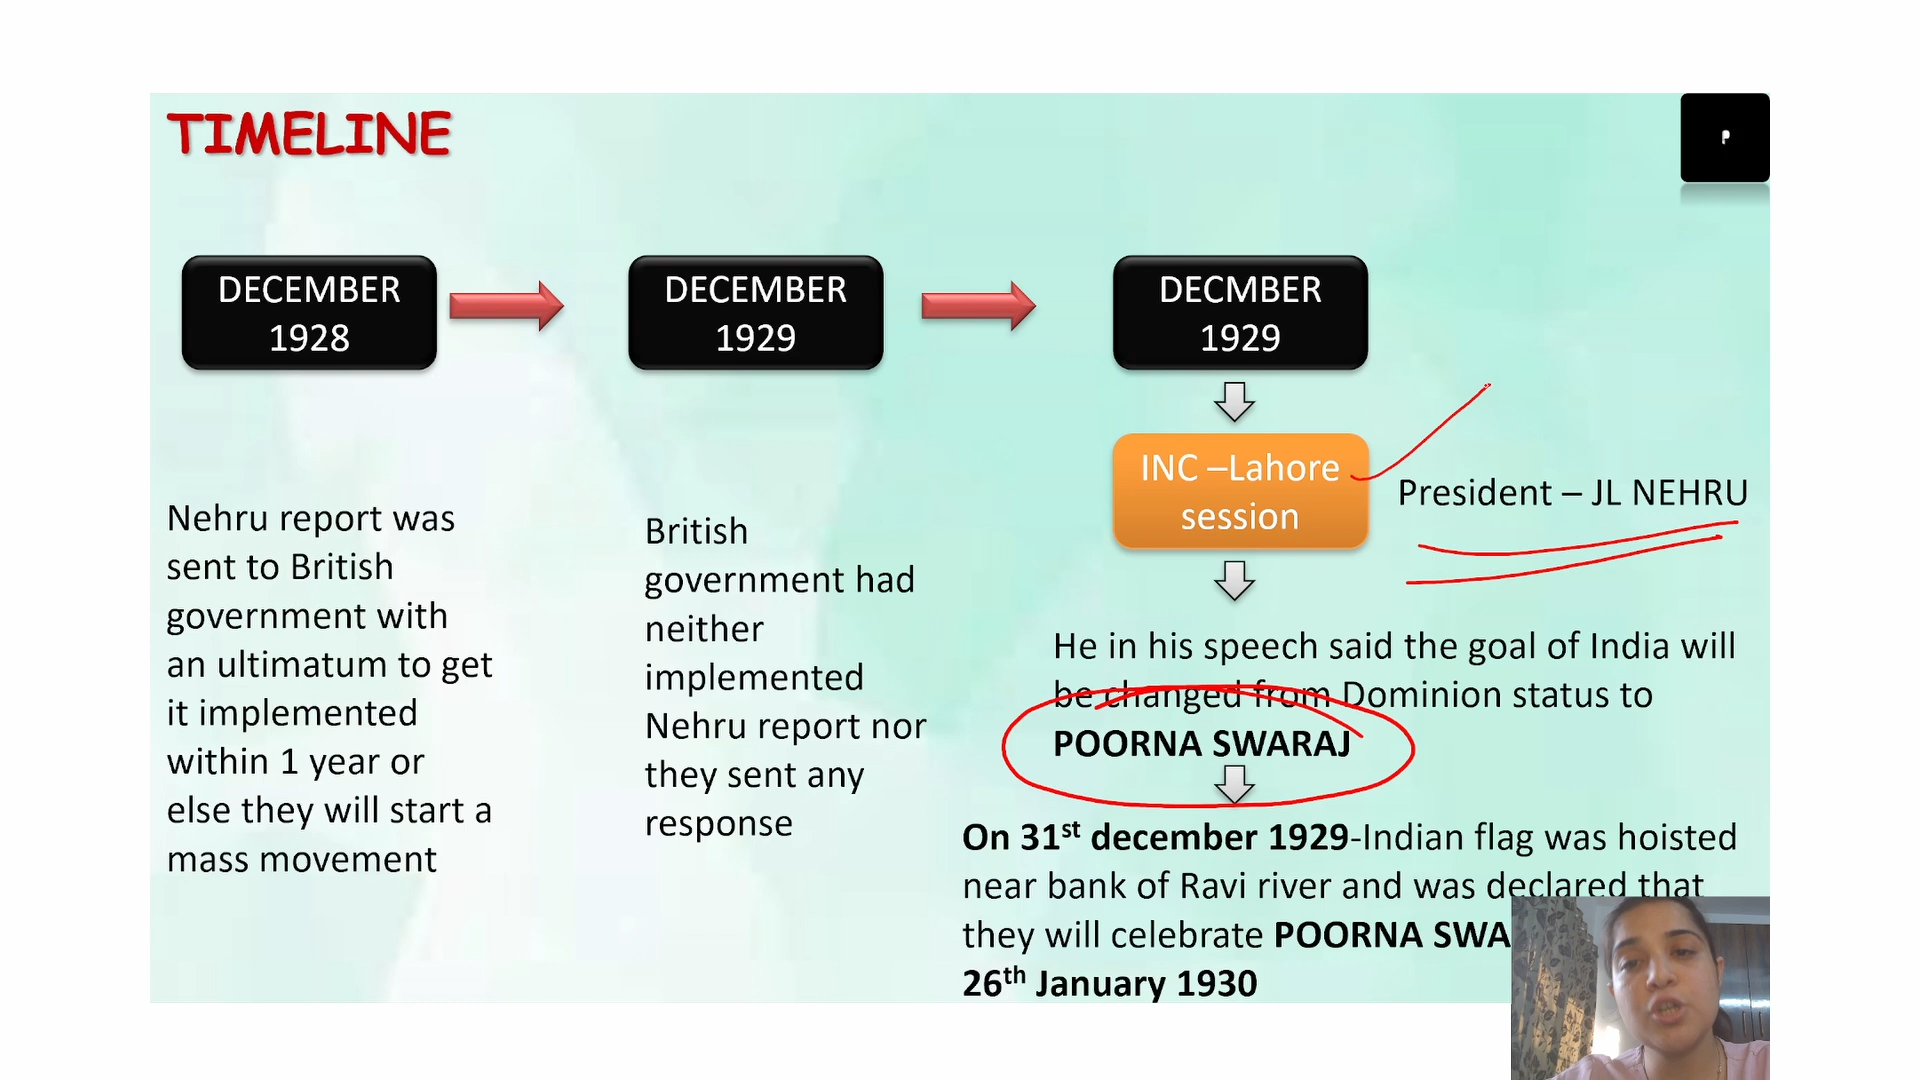 TIMELINE
P
DECEMBER
1928
DECEMBER
1929
DECMBER
1929
INC –Lahore
session
President – JL NEHRU
Nehru report was
sent to British
government with
an ultimatum to get
it implemented
within 1 year or
else they will start a
mass movement
British
government had
neither
implemented
Nehru report nor
they sent any
response
He in his speech said the goal of India will
be changed from Dominion status to
POORNA SWARAJ
On 31st december 1929-Indian flag was hoisted
near bank of Ravi river and was declared that
they will celebrate POORNA SWA
26th January 1930